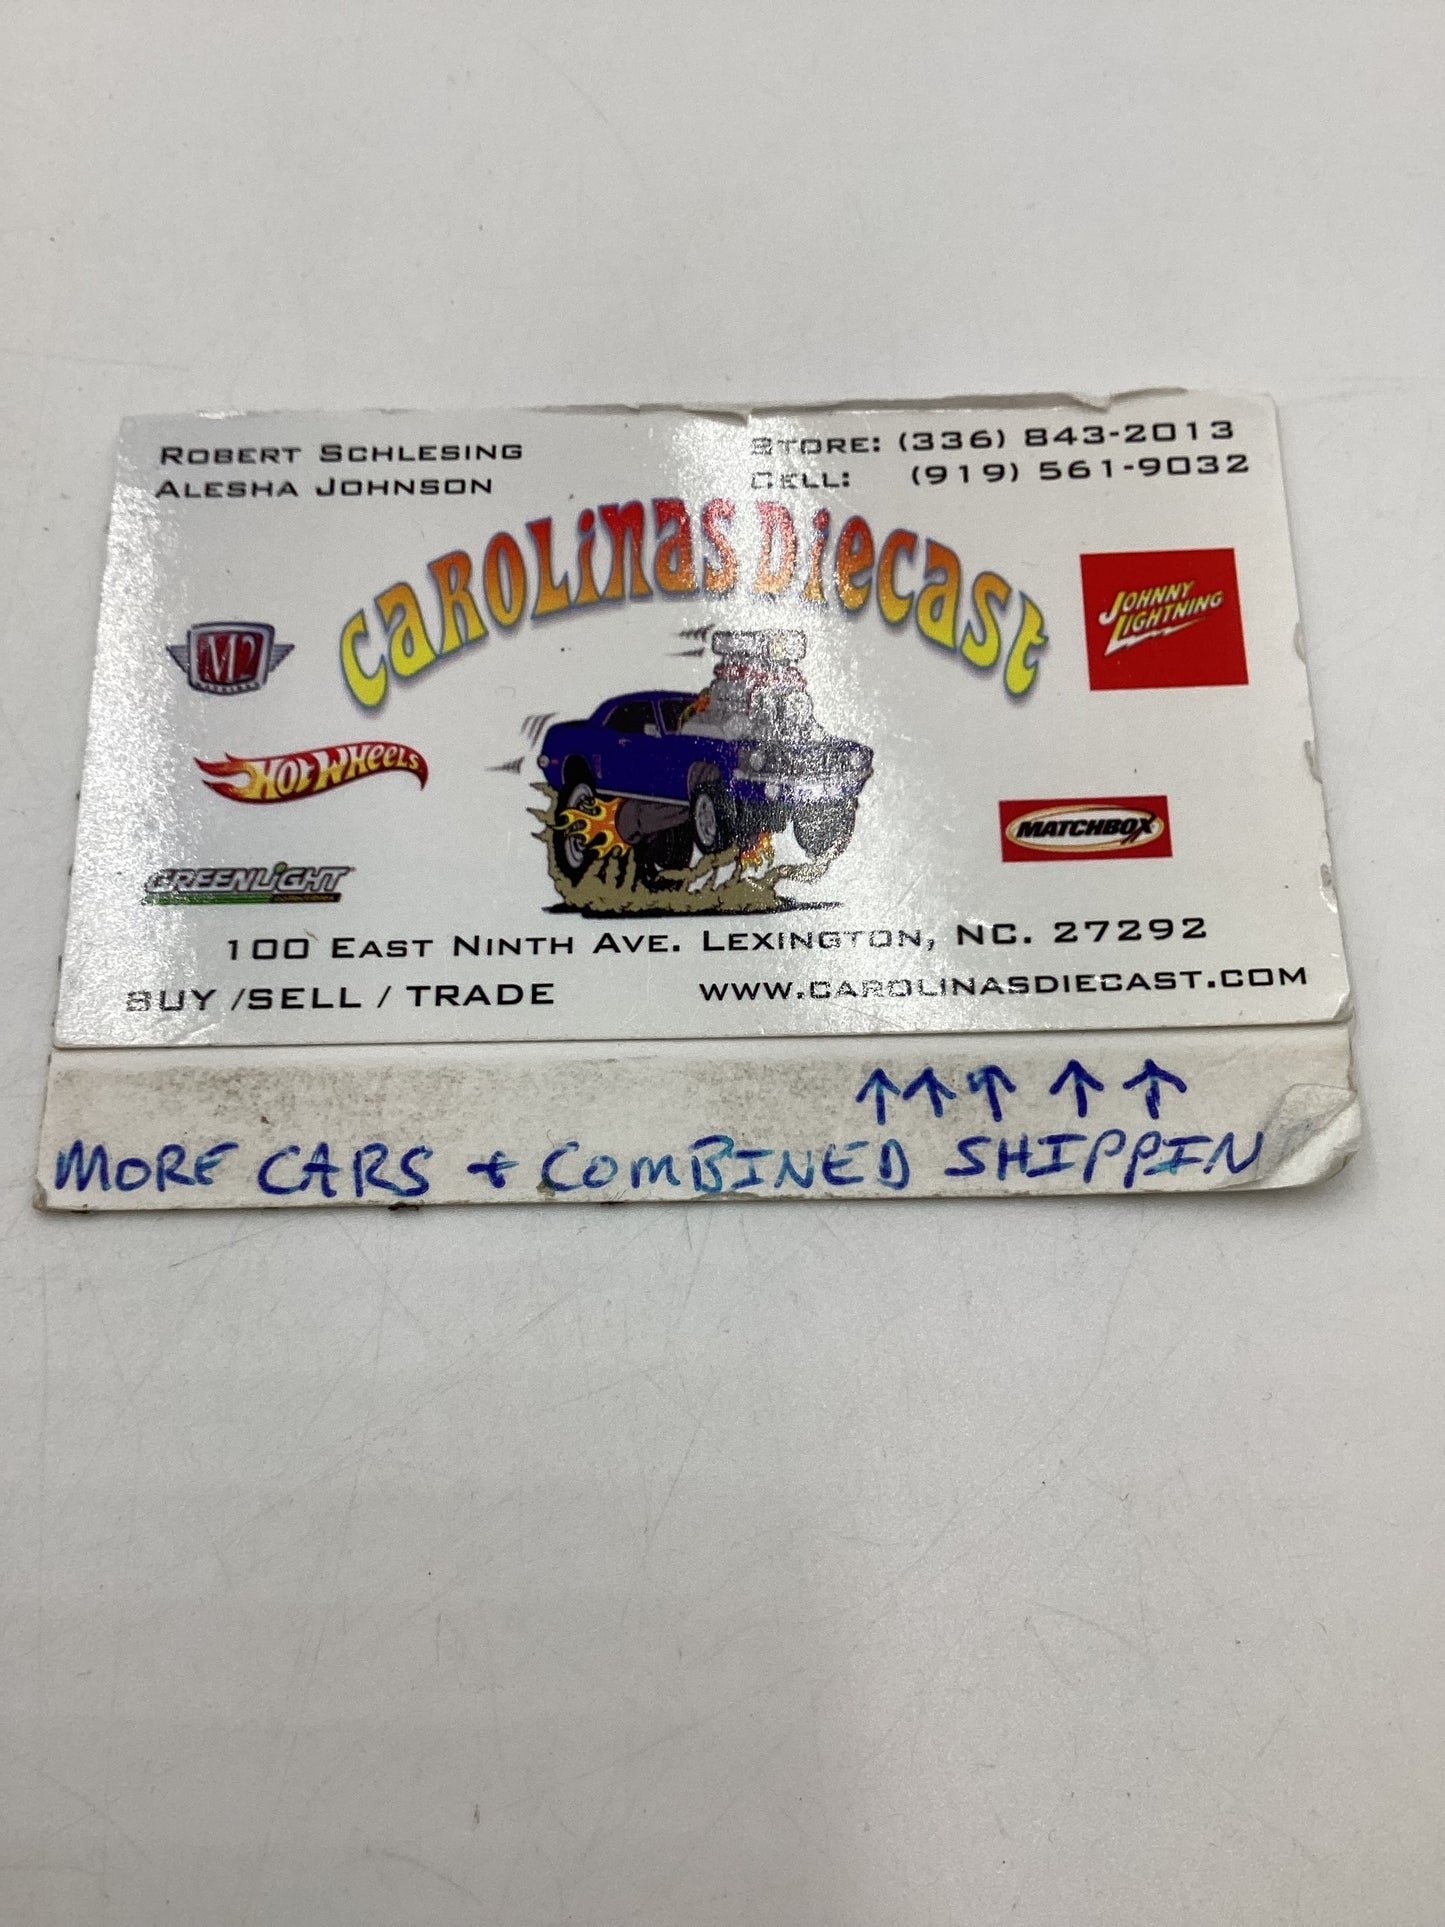 ROBERT SCHLESING
ALESHA JOHNSON
STORE: (336) 843-2013
CELL: (919) 561-9032
CAROLINAS DIECAST
M2
JOHNNY
LIGHTNING
HOT WHEELS
MATCHBOX
GREENLIGHT
100 EAST NINTH AVE. LEXINGTON, NC. 27292
BUY /SELL / TRADE
WWW.CAROLINASDIECAST.COM
↑↑↑ ↑ ↑
MORE CARS + COMBINED SHIPPIN